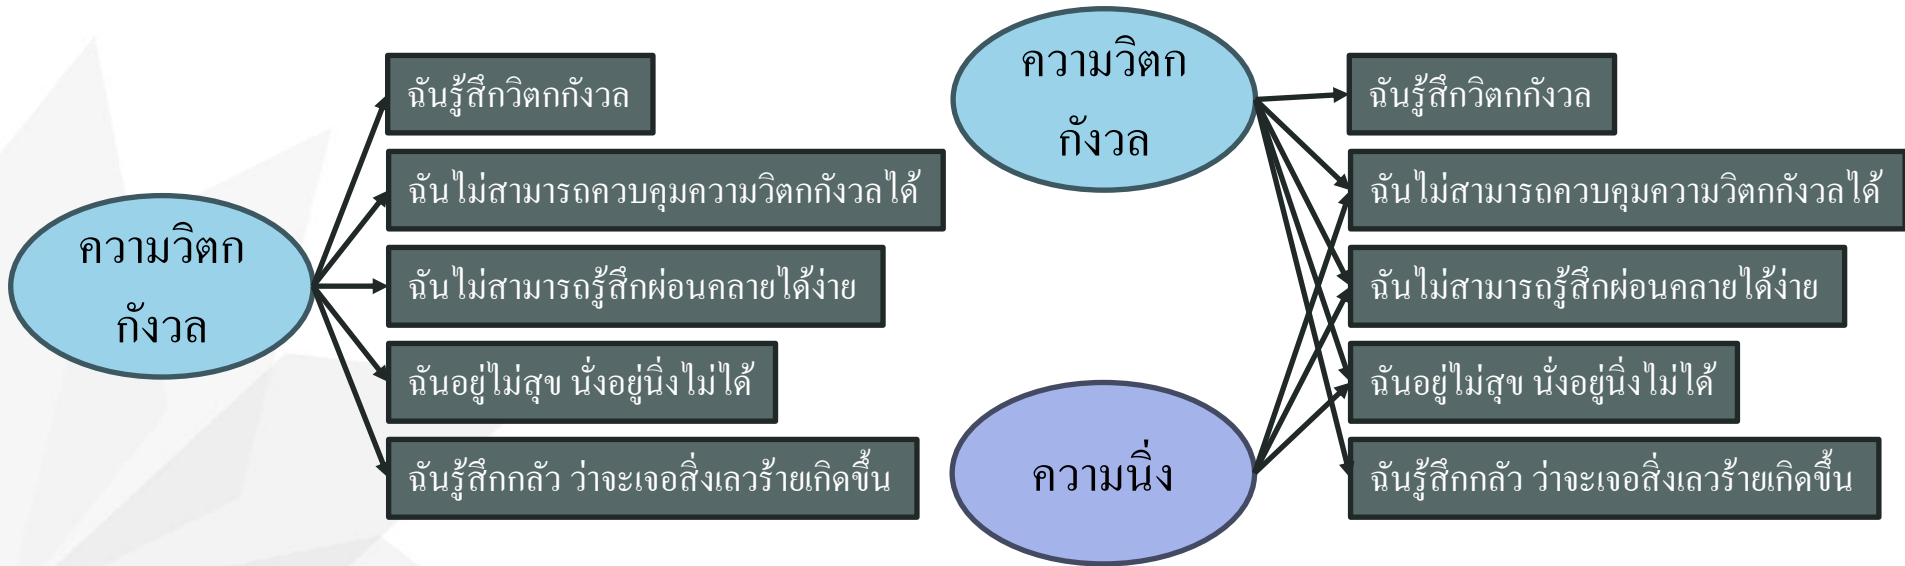 ความวิตก
กังวล
ฉันรู้สึกวิตกกังวล
ฉันไม่สามารถควบคุมความวิตกกังวลได้
ฉันไม่สามารถรู้สึกผ่อนคลายได้ง่าย
ฉันอยู่ไม่สุข นั่งอยู่นิ่งไม่ได้
ฉันรู้สึกกลัว ว่าจะเจอสิ่งเลวร้ายเกิดขึ้น
ความวิตก
กังวล
ความนิ่ง
ฉันรู้สึกวิตกกังวล
ฉันไม่สามารถควบคุมความวิตกกังวลได้
ฉันไม่สามารถรู้สึกผ่อนคลายได้ง่าย
ฉันอยู่ไม่สุข นั่งอยู่นิ่งไม่ได้
ฉันรู้สึกกลัว ว่าจะเจอสิ่งเลวร้ายเกิดขึ้น